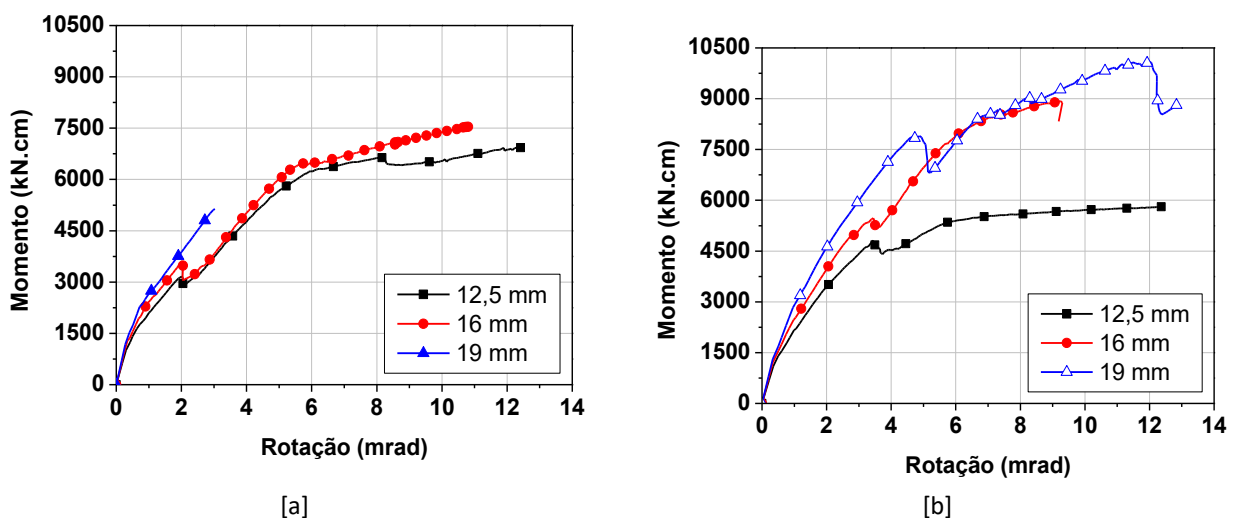 10500
9000
7500
6000
4500
3000
1500
0
Momento (kN.cm)
0 2 4 6 8 10 12 14
Rotação (mrad)
12,5 mm
16 mm
19 mm
[a]
10500
9000
7500
6000
4500
3000
1500
0
Momento (kN.cm)
0 2 4 6 8 10 12 14
Rotação (mrad)
12,5 mm
16 mm
19 mm
[b]